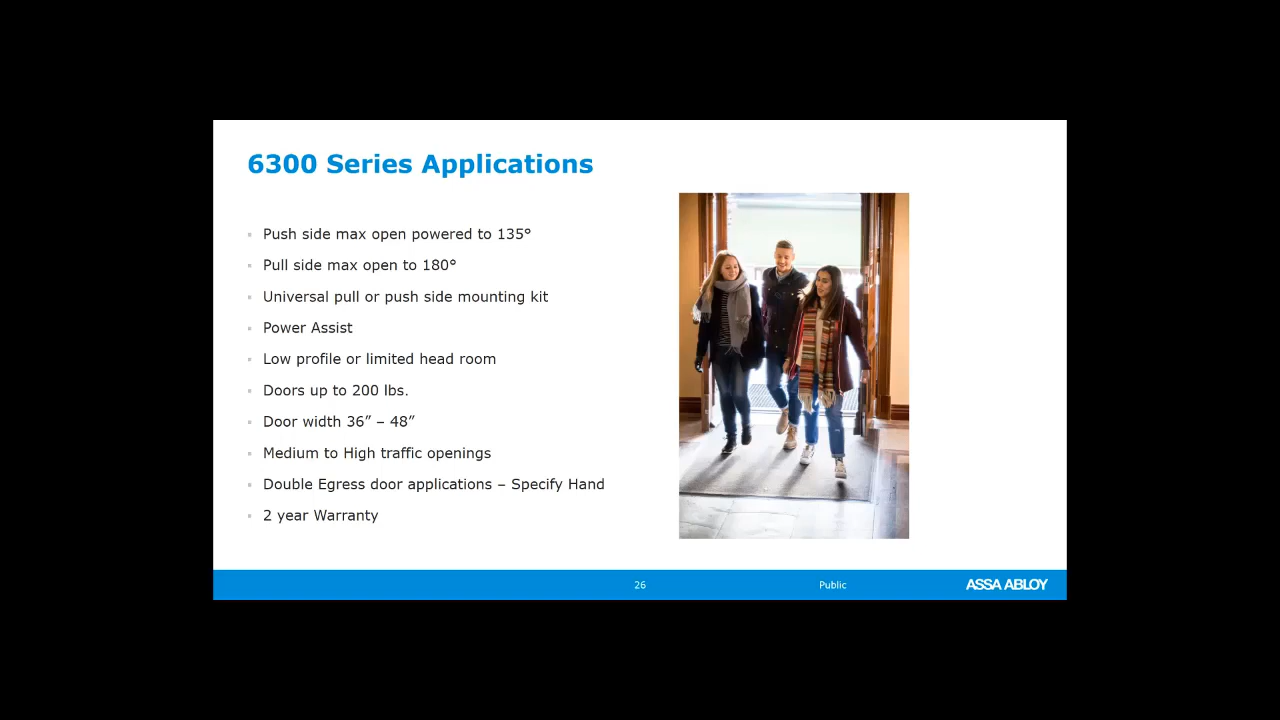 6300 Series Applications
Push side max open powered to 135°
Pull side max open to 180°
Universal pull or push side mounting kit
Power Assist
Low profile or limited head room
Doors up to 200 lbs.
Door width 36” – 48”
Medium to High traffic openings
Double Egress door applications – Specify Hand
2 year Warranty
26
Public
ASSA ABLOY